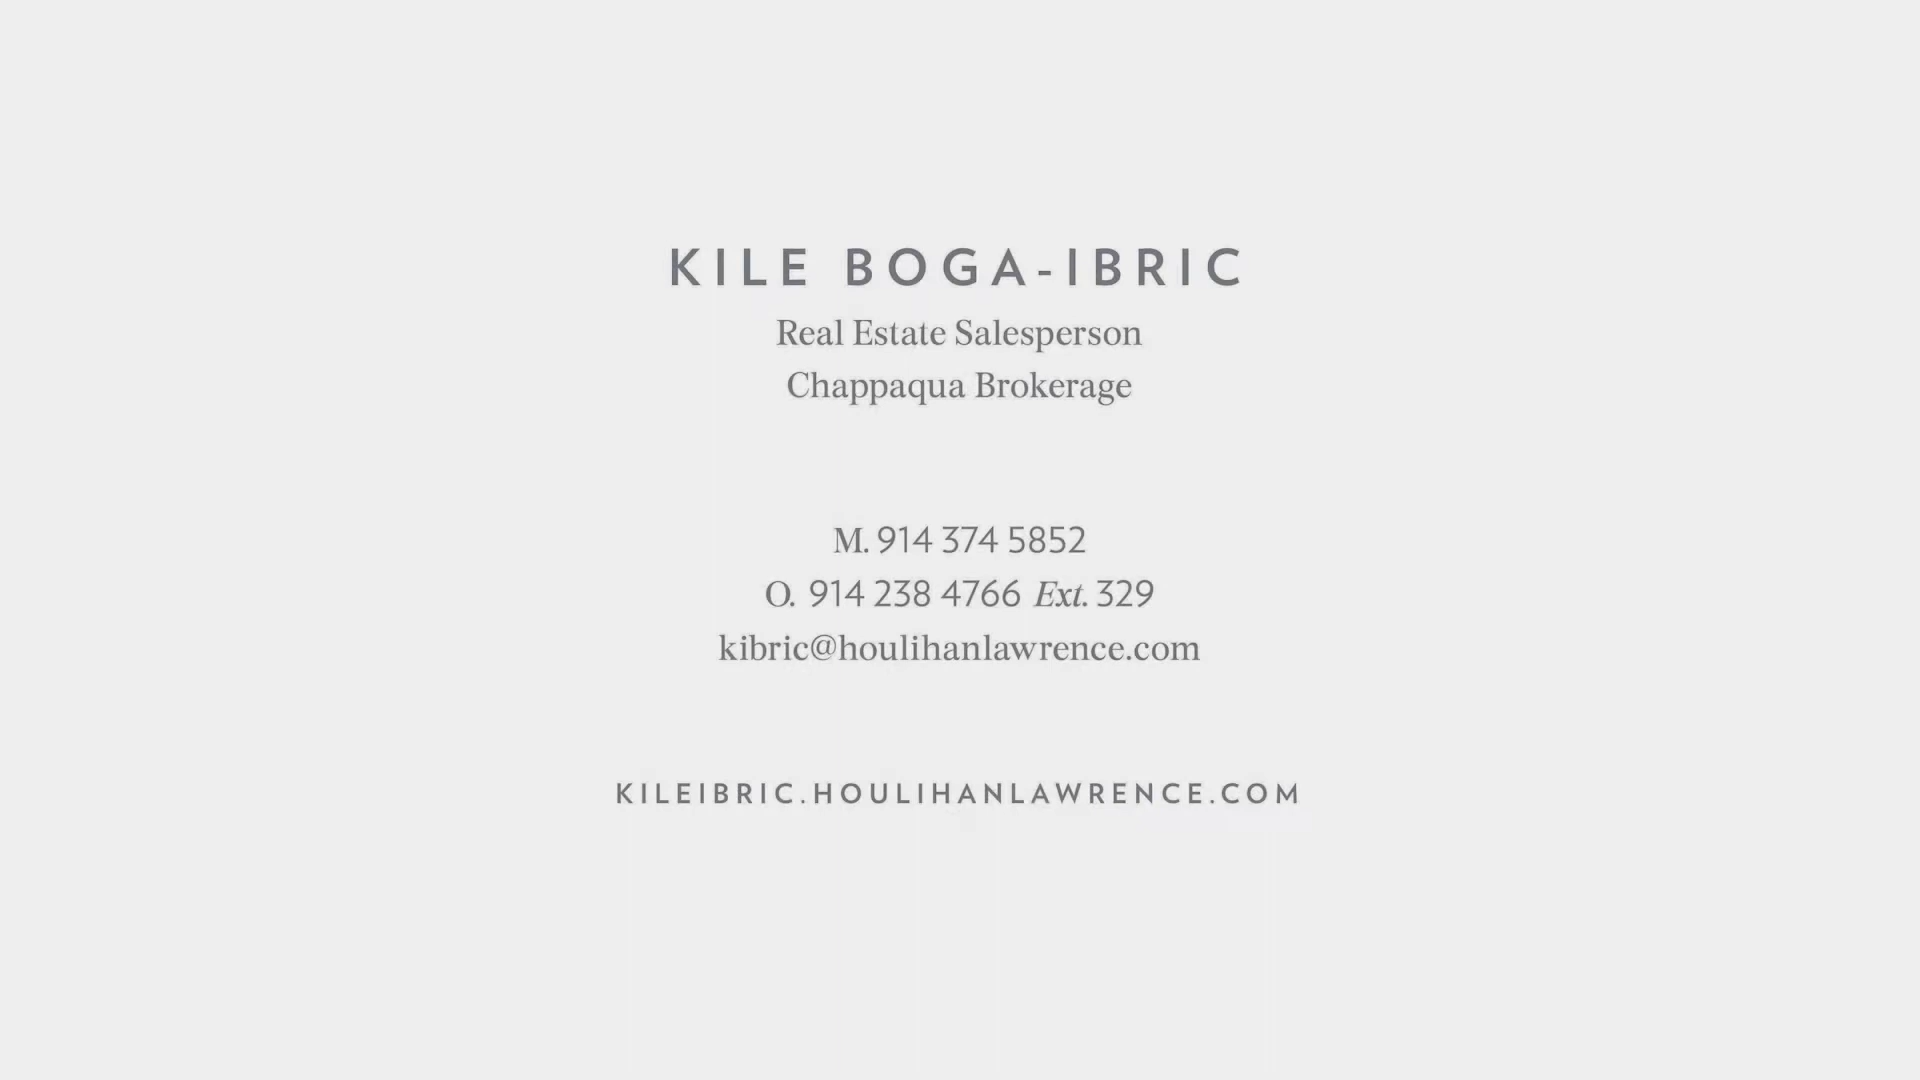 KILE BOGA-IBRIC
Real Estate Salesperson
Chappaqua Brokerage
M. 914 374 5852
O. 914 238 4766 Ext. 329
kibric@houlihanlawrence.com
KILEIBRIC.HOULIHANLAWRENCE.COM